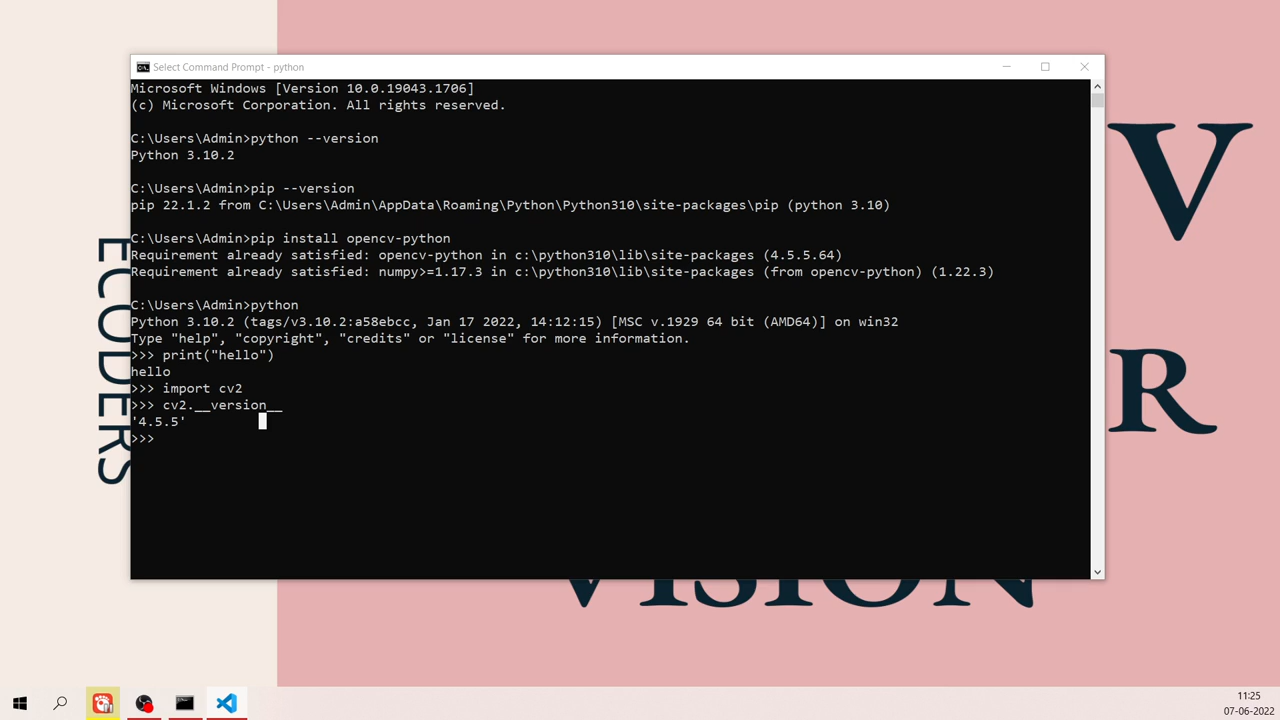 Select Command Prompt - python
Microsoft Windows [Version 10.0.19043.1706]
(c) Microsoft Corporation. All rights reserved.
C:\Users\Admin>python --version
Python 3.10.2
C:\Users\Admin>pip --version
pip 22.1.2 from C:\Users\Admin\AppData\Roaming\Python\Python310\site-packages\pip (python 3.10)
C:\Users\Admin>pip install opencv-python
Requirement already satisfied: opencv-python in c:\python310\lib\site-packages (4.5.5.64)
Requirement already satisfied: numpy>=1.17.3 in c:\python310\lib\site-packages (from opencv-python) (1.22.3)
C:\Users\Admin>python
Python 3.10.2 (tags/v3.10.2:a58ebcc, Jan 17 2022, 14:12:15) [MSC v.1929 64 bit (AMD64)] on win32
Type "help", "copyright", "credits" or "license" for more information.
>>> print("hello")
hello
>>> import cv2
>>> cv2.__version__
'4.5.5'
>>>
ECODERS
V
R
VISION
11:25
07-06-2022